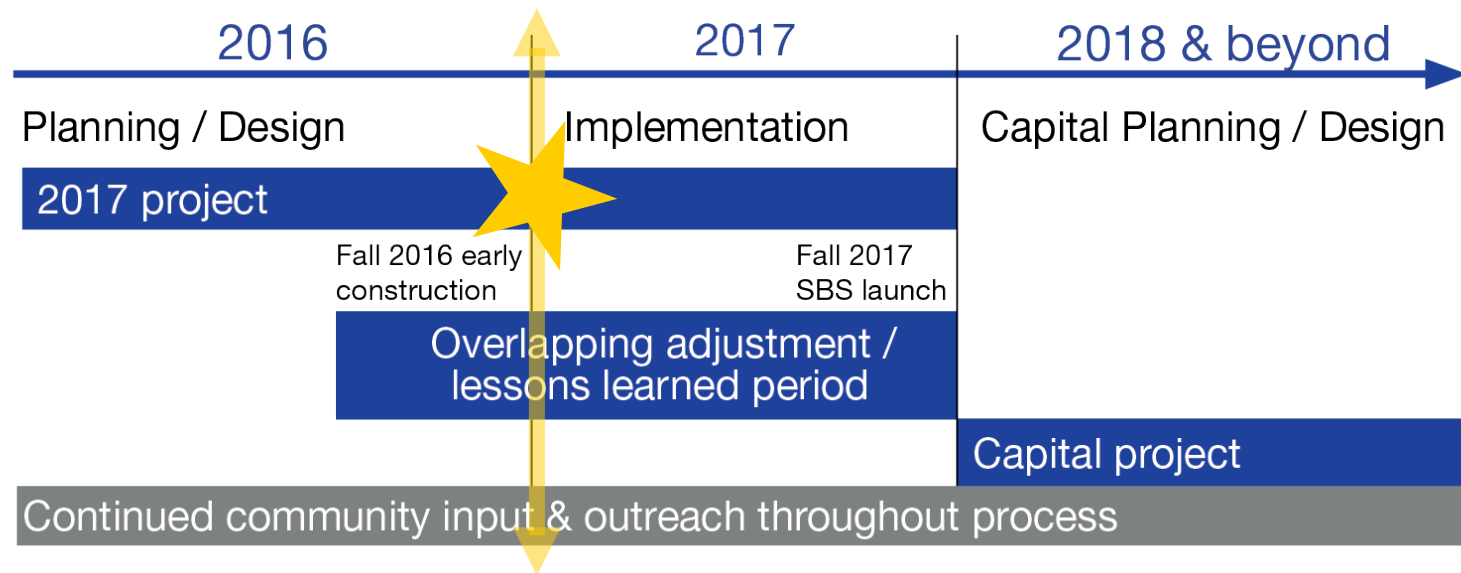 2016
2017
2018 & beyond
Planning / Design
Implementation
Capital Planning / Design
2017 project
Fall 2016 early
construction
Fall 2017
SBS launch
Overlapping adjustment /
lessons learned period
Capital project
Continued community input & outreach throughout process